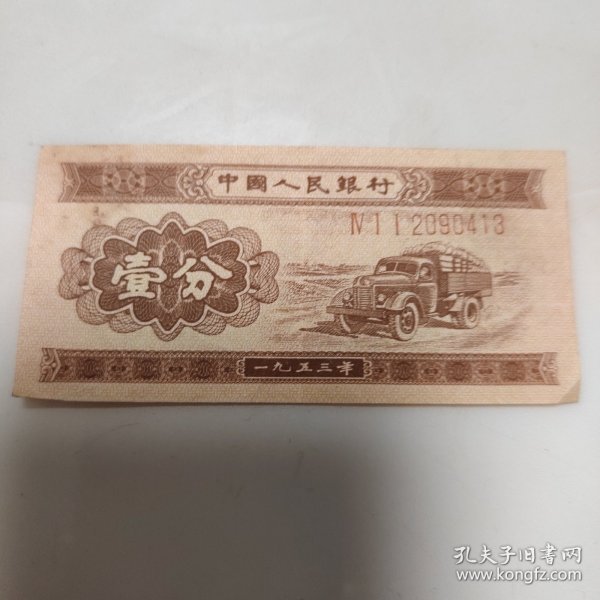 中國人民銀行
IV I I 2090413
壹分
一九五三年
孔夫子旧书网
www.kongfz.com